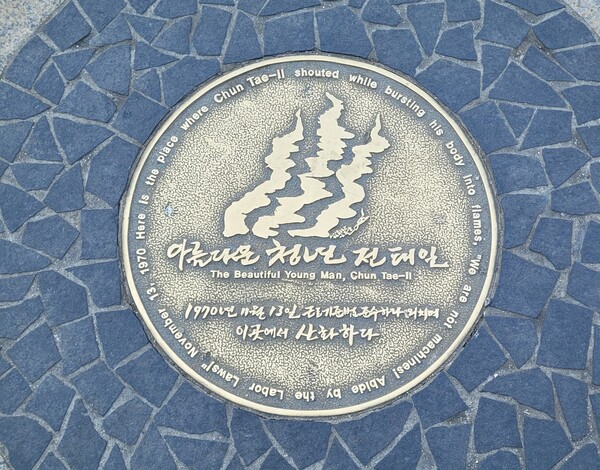 November 13, 1970 Here is the place where Chun Tae-Il shouted while bursting his body into flames, "We are not machines! Abide by the Labor Laws!"
아름다운 청년 전태일
The Beautiful Young Man, Chun Tae-Il
1970년 11월 13일 근로기준법을 준수하라 외치며
이곳에서 산화하다.